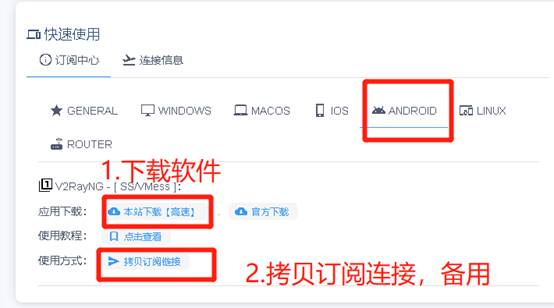 快速使用
订阅中心 连接信息
GENERAL WINDOWS MACOS IOS ANDROID LINUX
ROUTER
1.下载软件
V2RayNG - [ SS/VMess ]:
应用下载： 本站下载【高速】 . 官方下载
使用教程： 点击查看
使用方式： 拷贝订阅链接
2.拷贝订阅连接，备用